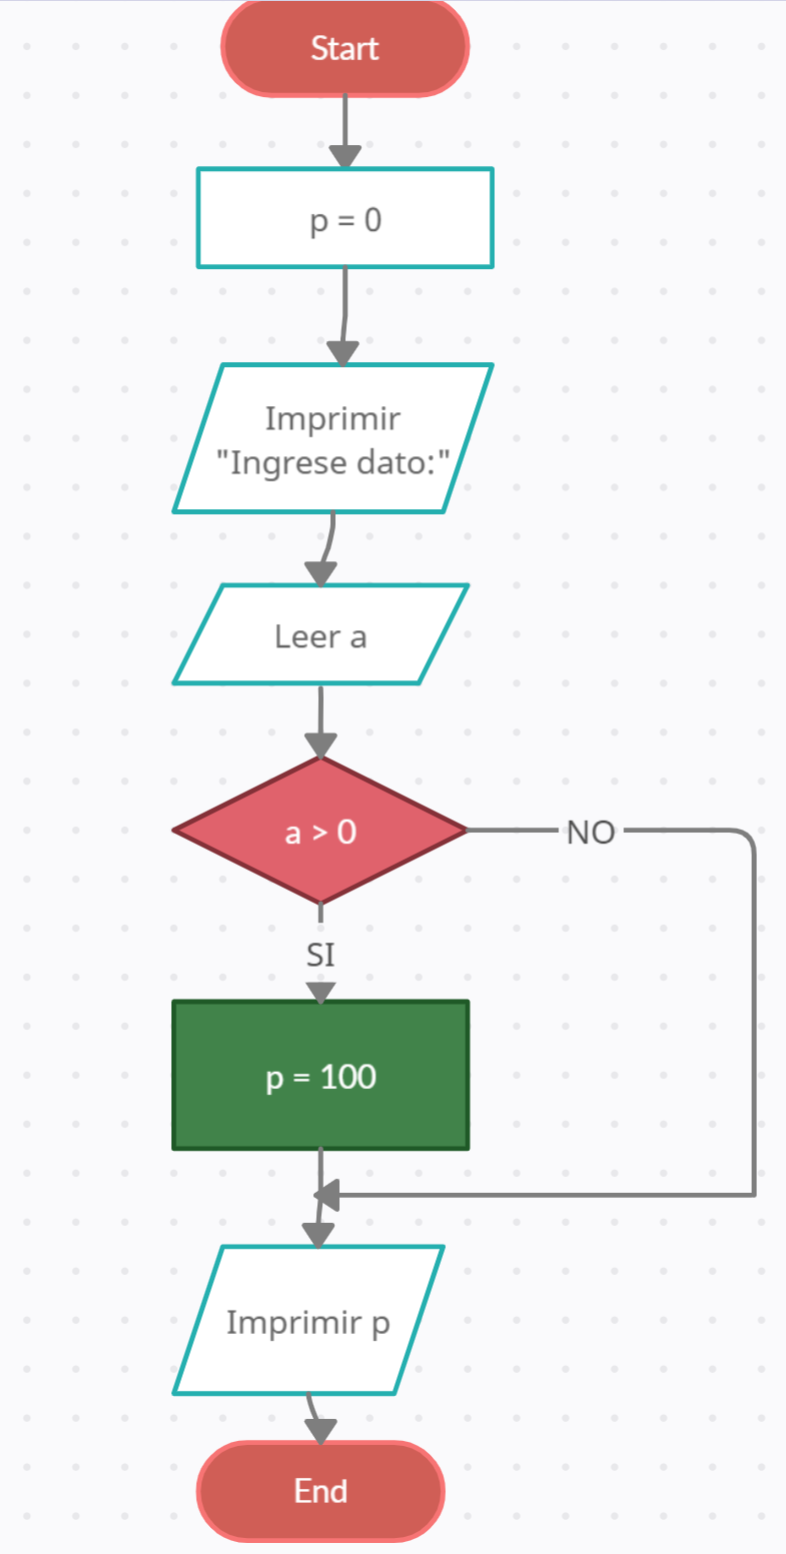 Start
p = 0
Imprimir
"Ingrese dato:"
Leer a
a > 0
NO
SI
p = 100
Imprimir p
End